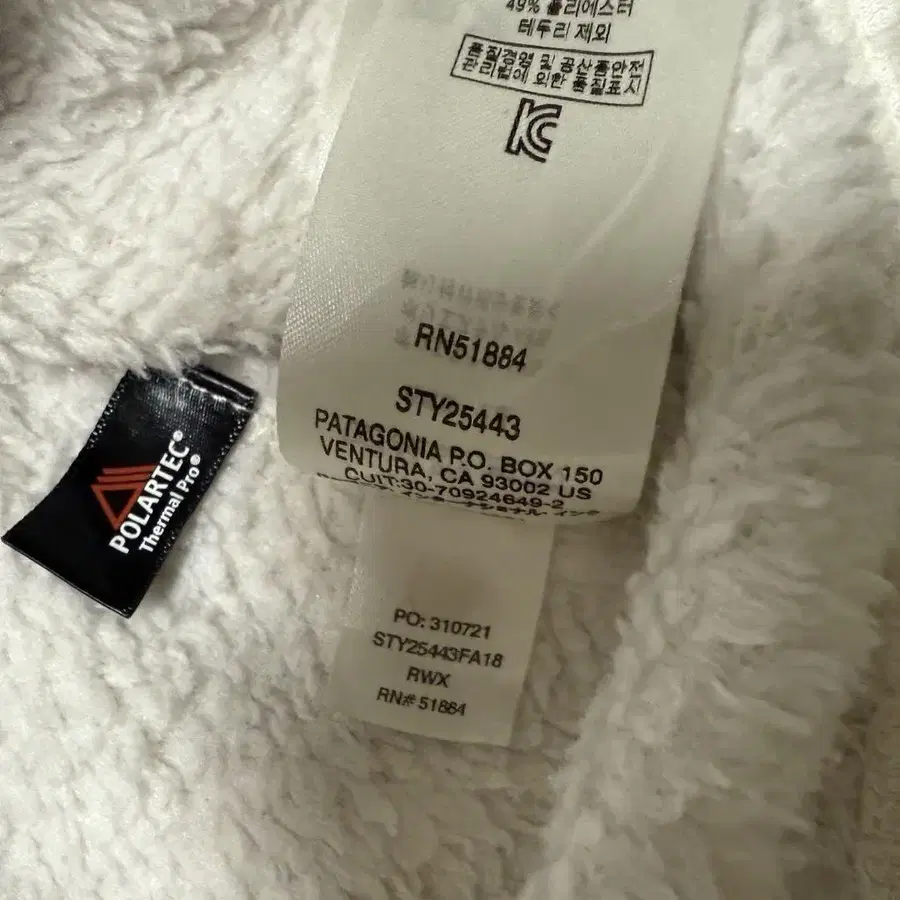 49% 폴리에스터
테두리 제외
품질경영 및 공산품안전
관리법에 의한 품질표시
RN51884
STY25443
PATAGONIA P.O. BOX 150
VENTURA, CA 93002 US
CUIT:30-70924649-2
POLARTEC®
Thermal Pro®
PO: 310721
STY25443FA18
RWX
RN# 51884